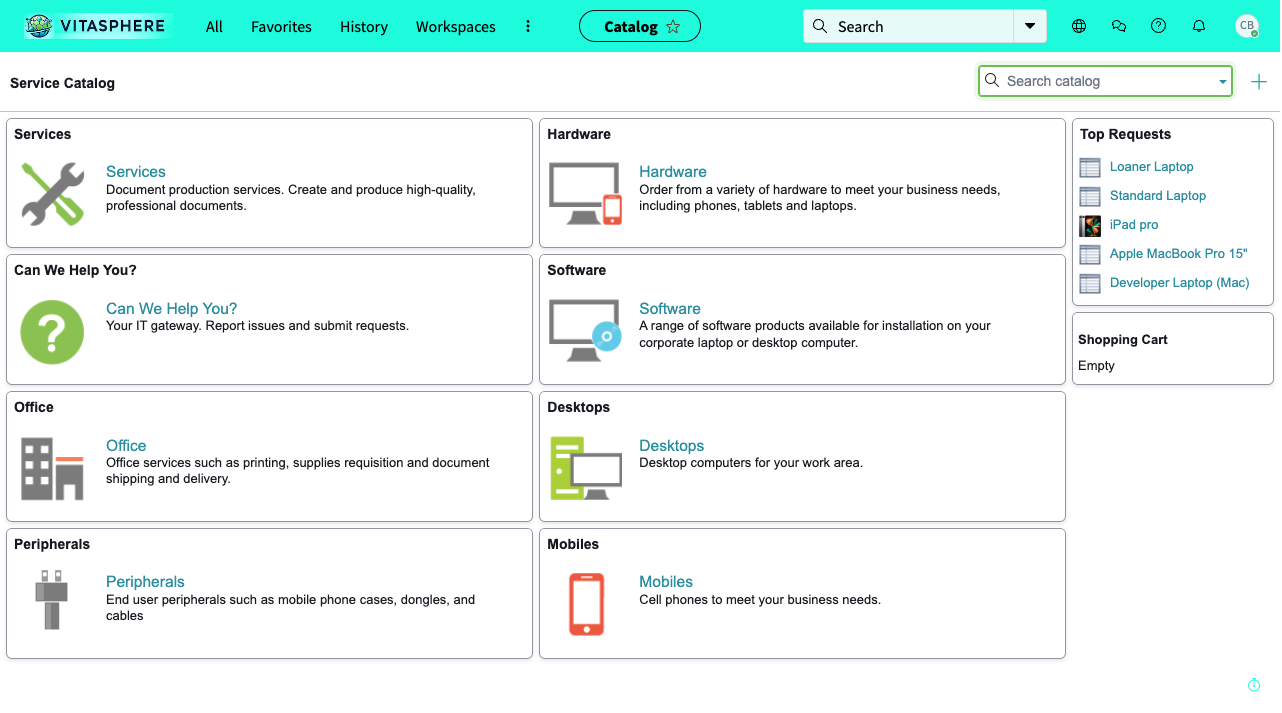 VITASPHERE
All
Favorites
History
Workspaces
Catalog
Search
CB
Service Catalog
Search catalog
Services
Services
Document production services. Create and produce high-quality,
professional documents.
Hardware
Hardware
Order from a variety of hardware to meet your business needs,
including phones, tablets and laptops.
Can We Help You?
Can We Help You?
Your IT gateway. Report issues and submit requests.
Software
Software
A range of software products available for installation on your
corporate laptop or desktop computer.
Office
Office
Office services such as printing, supplies requisition and document
shipping and delivery.
Desktops
Desktops
Desktop computers for your work area.
Peripherals
Peripherals
End user peripherals such as mobile phone cases, dongles, and
cables
Mobiles
Mobiles
Cell phones to meet your business needs.
Top Requests
Loaner Laptop
Standard Laptop
iPad pro
Apple MacBook Pro 15"
Developer Laptop (Mac)
Shopping Cart
Empty